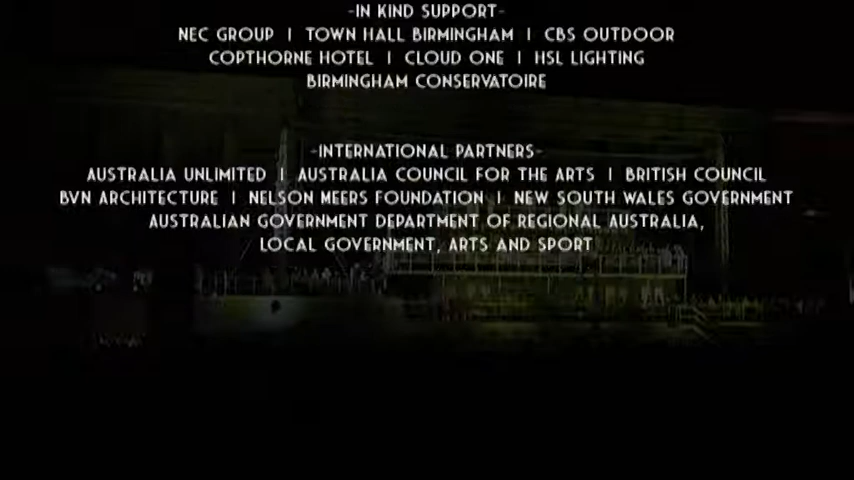 -IN KIND SUPPORT-
NEC GROUP | TOWN HALL BIRMINGHAM | CBS OUTDOOR
COPTHORNE HOTEL | CLOUD ONE | HSL LIGHTING
BIRMINGHAM CONSERVATOIRE
-INTERNATIONAL PARTNERS-
AUSTRALIA UNLIMITED | AUSTRALIA COUNCIL FOR THE ARTS | BRITISH COUNCIL
BVN ARCHITECTURE | NELSON MEERS FOUNDATION | NEW SOUTH WALES GOVERNMENT
AUSTRALIAN GOVERNMENT DEPARTMENT OF REGIONAL AUSTRALIA,
LOCAL GOVERNMENT, ARTS AND SPORT